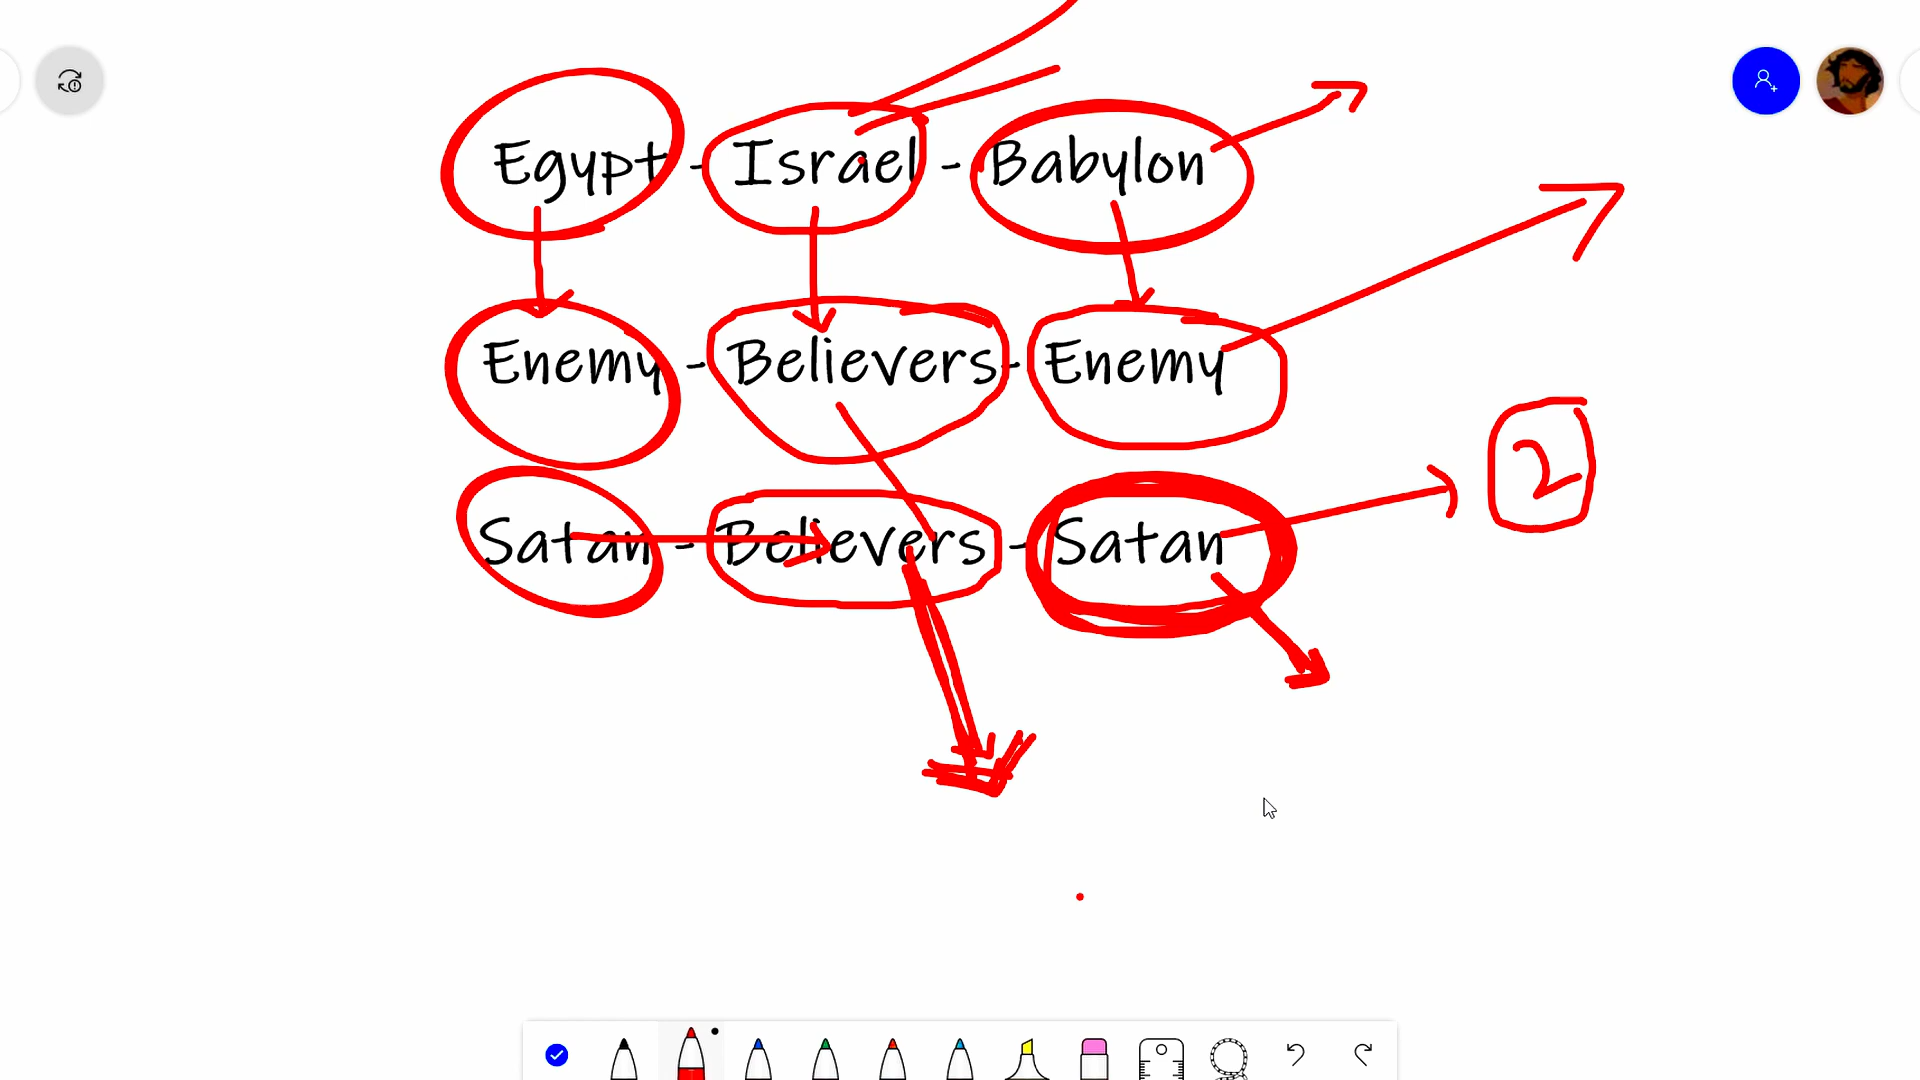 Egypt - Israel - Babylon
Enemy - Believers - Enemy
2
Satan - Believers - Satan